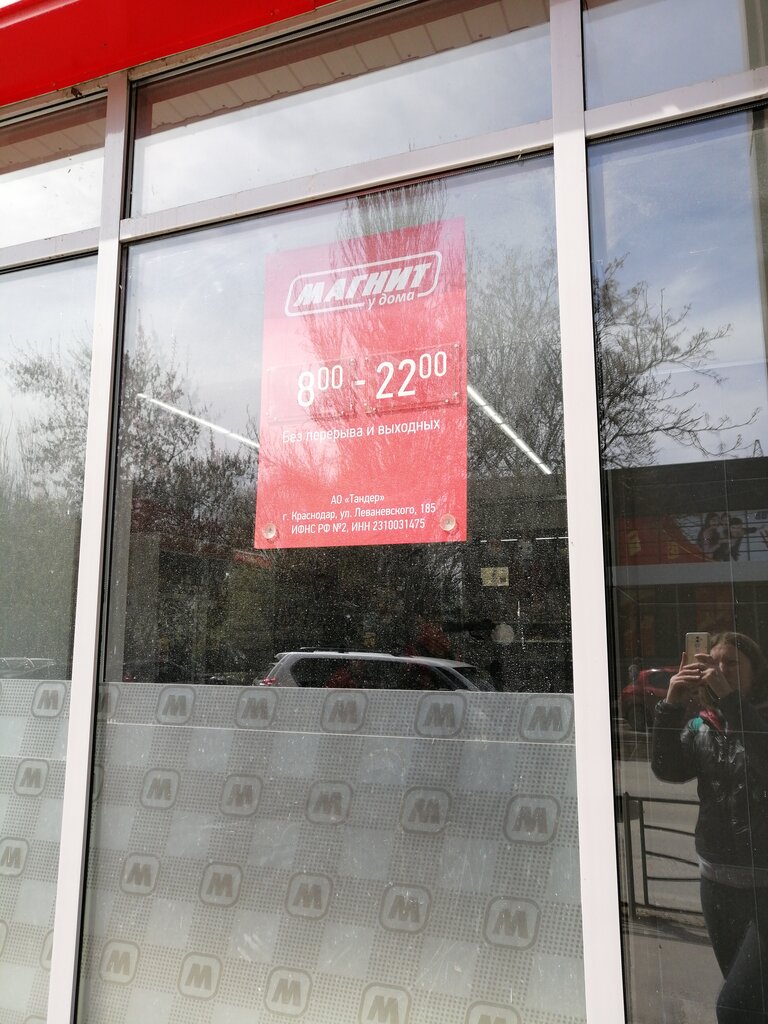 МАГНИТ
у дома
8⁰⁰ - 22⁰⁰
Без перерыва и выходных
АО «Тандер»
г. Краснодар, ул. Леваневского, 185
ИФНС РФ №2, ИНН 2310031475